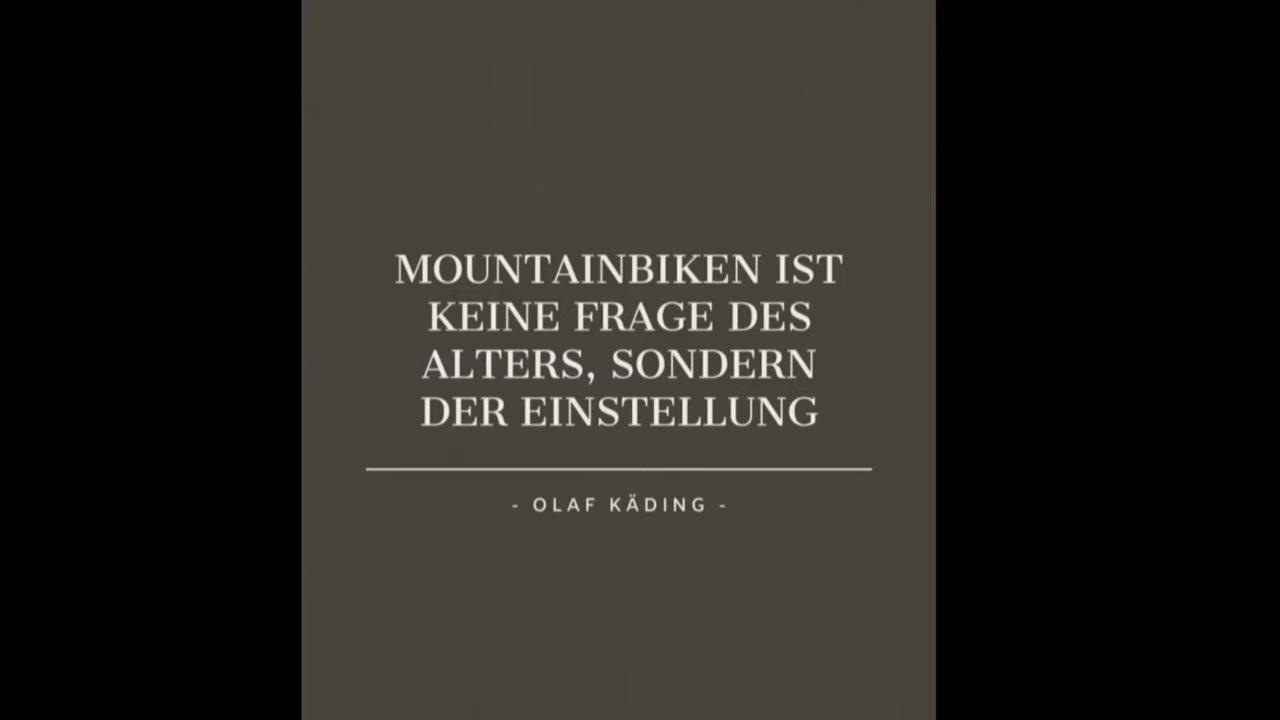 MOUNTAINBIKEN IST
KEINE FRAGE DES
ALTERS, SONDERN
DER EINSTELLUNG
- OLAF KÄDING -